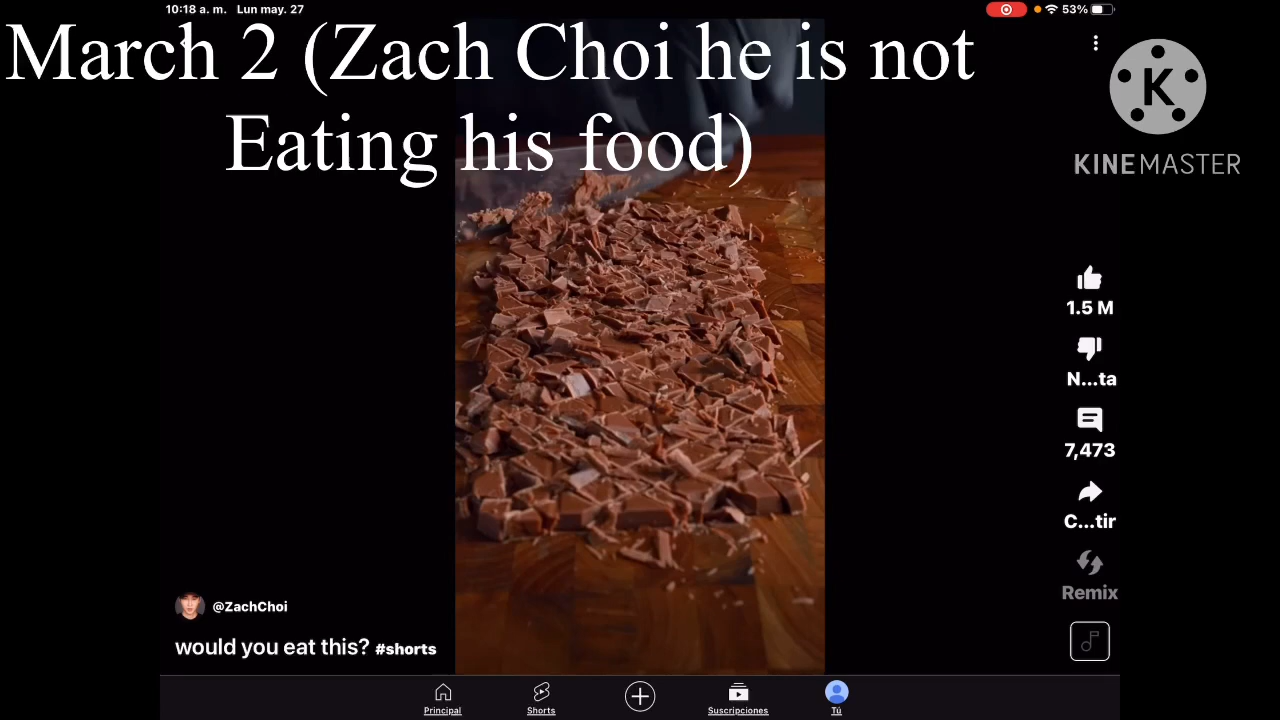 10:18 a. m. Lun may. 27
53%
March 2 (Zach Choi he is not
Eating his food)
K
KINEMASTER
1.5 M
N...ta
7,473
C...tir
Remix
@ZachChoi
would you eat this? #shorts
Principal
Shorts
Suscripciones
Tú